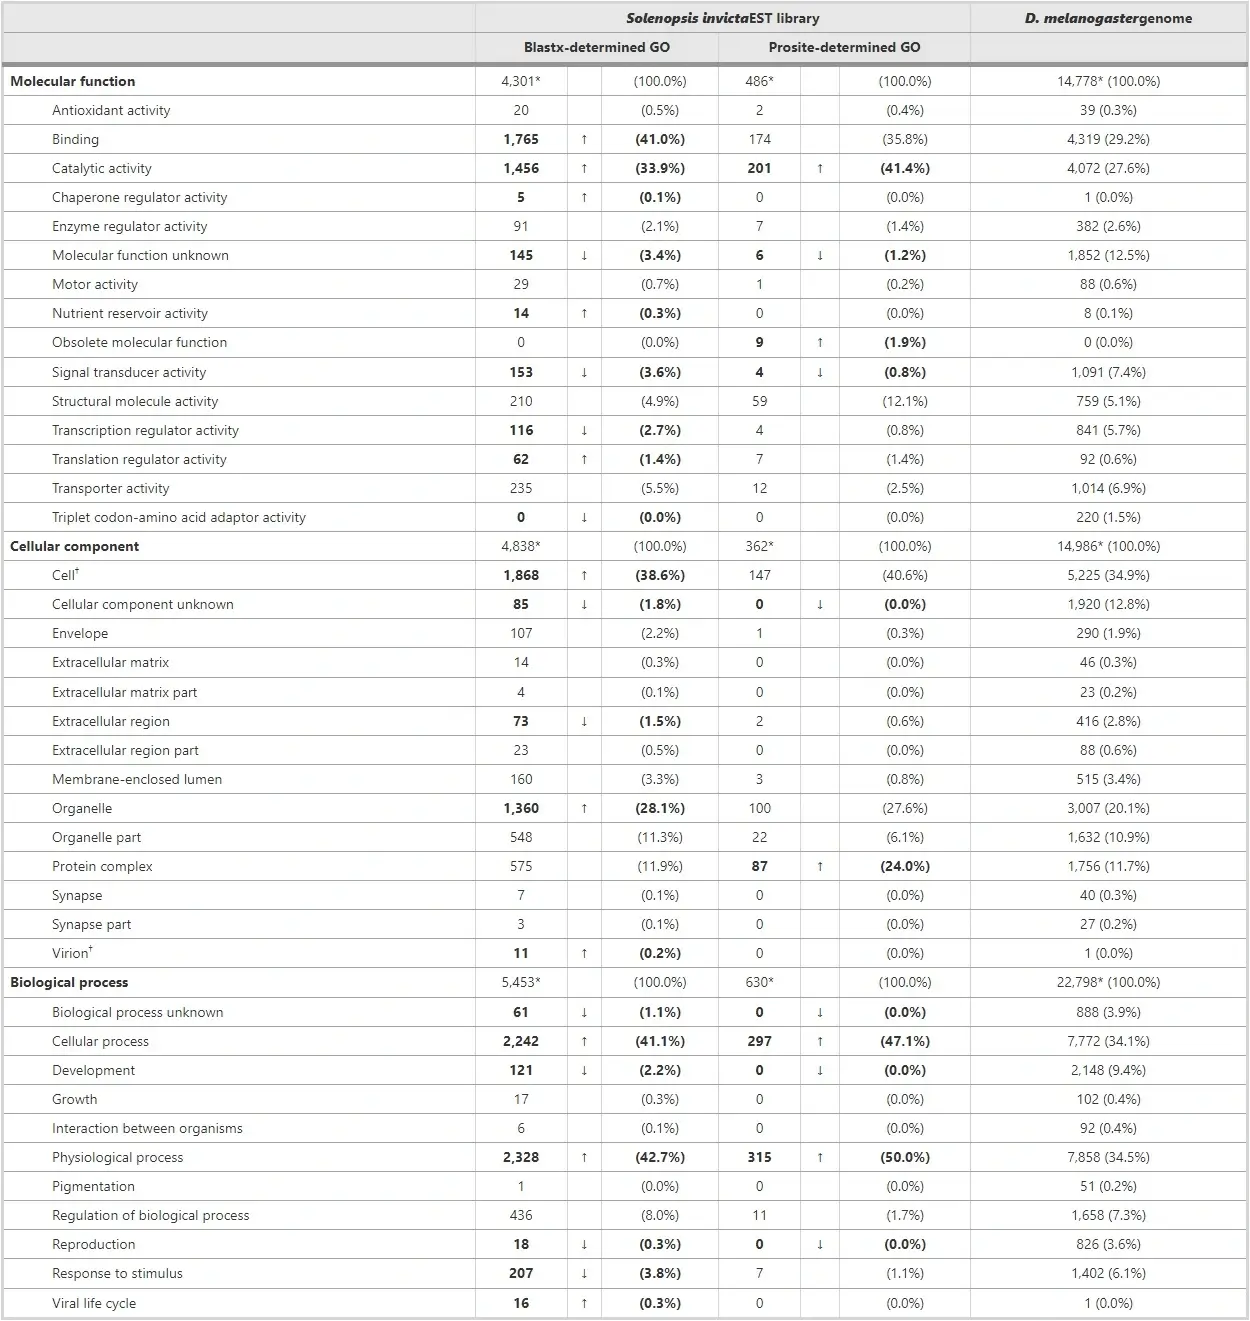 Solenopsis invictaEST library D. melanogastergenome
Blastx-determined GO Prosite-determined GO
Molecular function 4,301* (100.0%) 486* (100.0%) 14,778* (100.0%)
Antioxidant activity 20 (0.5%) 2 (0.4%) 39 (0.3%)
Binding 1,765 ↑ (41.0%) 174 (35.8%) 4,319 (29.2%)
Catalytic activity 1,456 ↑ (33.9%) 201 ↑ (41.4%) 4,072 (27.6%)
Chaperone regulator activity 5 ↑ (0.1%) 0 (0.0%) 1 (0.0%)
Enzyme regulator activity 91 (2.1%) 7 (1.4%) 382 (2.6%)
Molecular function unknown 145 ↓ (3.4%) 6 ↓ (1.2%) 1,852 (12.5%)
Motor activity 29 (0.7%) 1 (0.2%) 88 (0.6%)
Nutrient reservoir activity 14 ↑ (0.3%) 0 (0.0%) 8 (0.1%)
Obsolete molecular function 0 (0.0%) 9 ↑ (1.9%) 0 (0.0%)
Signal transducer activity 153 ↓ (3.6%) 4 ↓ (0.8%) 1,091 (7.4%)
Structural molecule activity 210 (4.9%) 59 (12.1%) 759 (5.1%)
Transcription regulator activity 116 ↓ (2.7%) 4 (0.8%) 841 (5.7%)
Translation regulator activity 62 ↑ (1.4%) 7 (1.4%) 92 (0.6%)
Transporter activity 235 (5.5%) 12 (2.5%) 1,014 (6.9%)
Triplet codon-amino acid adaptor activity 0 ↓ (0.0%) 0 (0.0%) 220 (1.5%)
Cellular component 4,838* (100.0%) 362* (100.0%) 14,986* (100.0%)
Cell† 1,868 ↑ (38.6%) 147 (40.6%) 5,225 (34.9%)
Cellular component unknown 85 ↓ (1.8%) 0 ↓ (0.0%) 1,920 (12.8%)
Envelope 107 (2.2%) 1 (0.3%) 290 (1.9%)
Extracellular matrix 14 (0.3%) 0 (0.0%) 46 (0.3%)
Extracellular matrix part 4 (0.1%) 0 (0.0%) 23 (0.2%)
Extracellular region 73 ↓ (1.5%) 2 (0.6%) 416 (2.8%)
Extracellular region part 23 (0.5%) 0 (0.0%) 88 (0.6%)
Membrane-enclosed lumen 160 (3.3%) 3 (0.8%) 515 (3.4%)
Organelle 1,360 ↑ (28.1%) 100 (27.6%) 3,007 (20.1%)
Organelle part 548 (11.3%) 22 (6.1%) 1,632 (10.9%)
Protein complex 575 (11.9%) 87 ↑ (24.0%) 1,756 (11.7%)
Synapse 7 (0.1%) 0 (0.0%) 40 (0.3%)
Synapse part 3 (0.1%) 0 (0.0%) 27 (0.2%)
Virion† 11 ↑ (0.2%) 0 (0.0%) 1 (0.0%)
Biological process 5,453* (100.0%) 630* (100.0%) 22,798* (100.0%)
Biological process unknown 61 ↓ (1.1%) 0 ↓ (0.0%) 888 (3.9%)
Cellular process 2,242 ↑ (41.1%) 297 ↑ (47.1%) 7,772 (34.1%)
Development 121 ↓ (2.2%) 0 ↓ (0.0%) 2,148 (9.4%)
Growth 17 (0.3%) 0 (0.0%) 102 (0.4%)
Interaction between organisms 6 (0.1%) 0 (0.0%) 92 (0.4%)
Physiological process 2,328 ↑ (42.7%) 315 ↑ (50.0%) 7,858 (34.5%)
Pigmentation 1 (0.0%) 0 (0.0%) 51 (0.2%)
Regulation of biological process 436 (8.0%) 11 (1.7%) 1,658 (7.3%)
Reproduction 18 ↓ (0.3%) 0 ↓ (0.0%) 826 (3.6%)
Response to stimulus 207 ↓ (3.8%) 7 (1.1%) 1,402 (6.1%)
Viral life cycle 16 ↑ (0.3%) 0 (0.0%) 1 (0.0%)